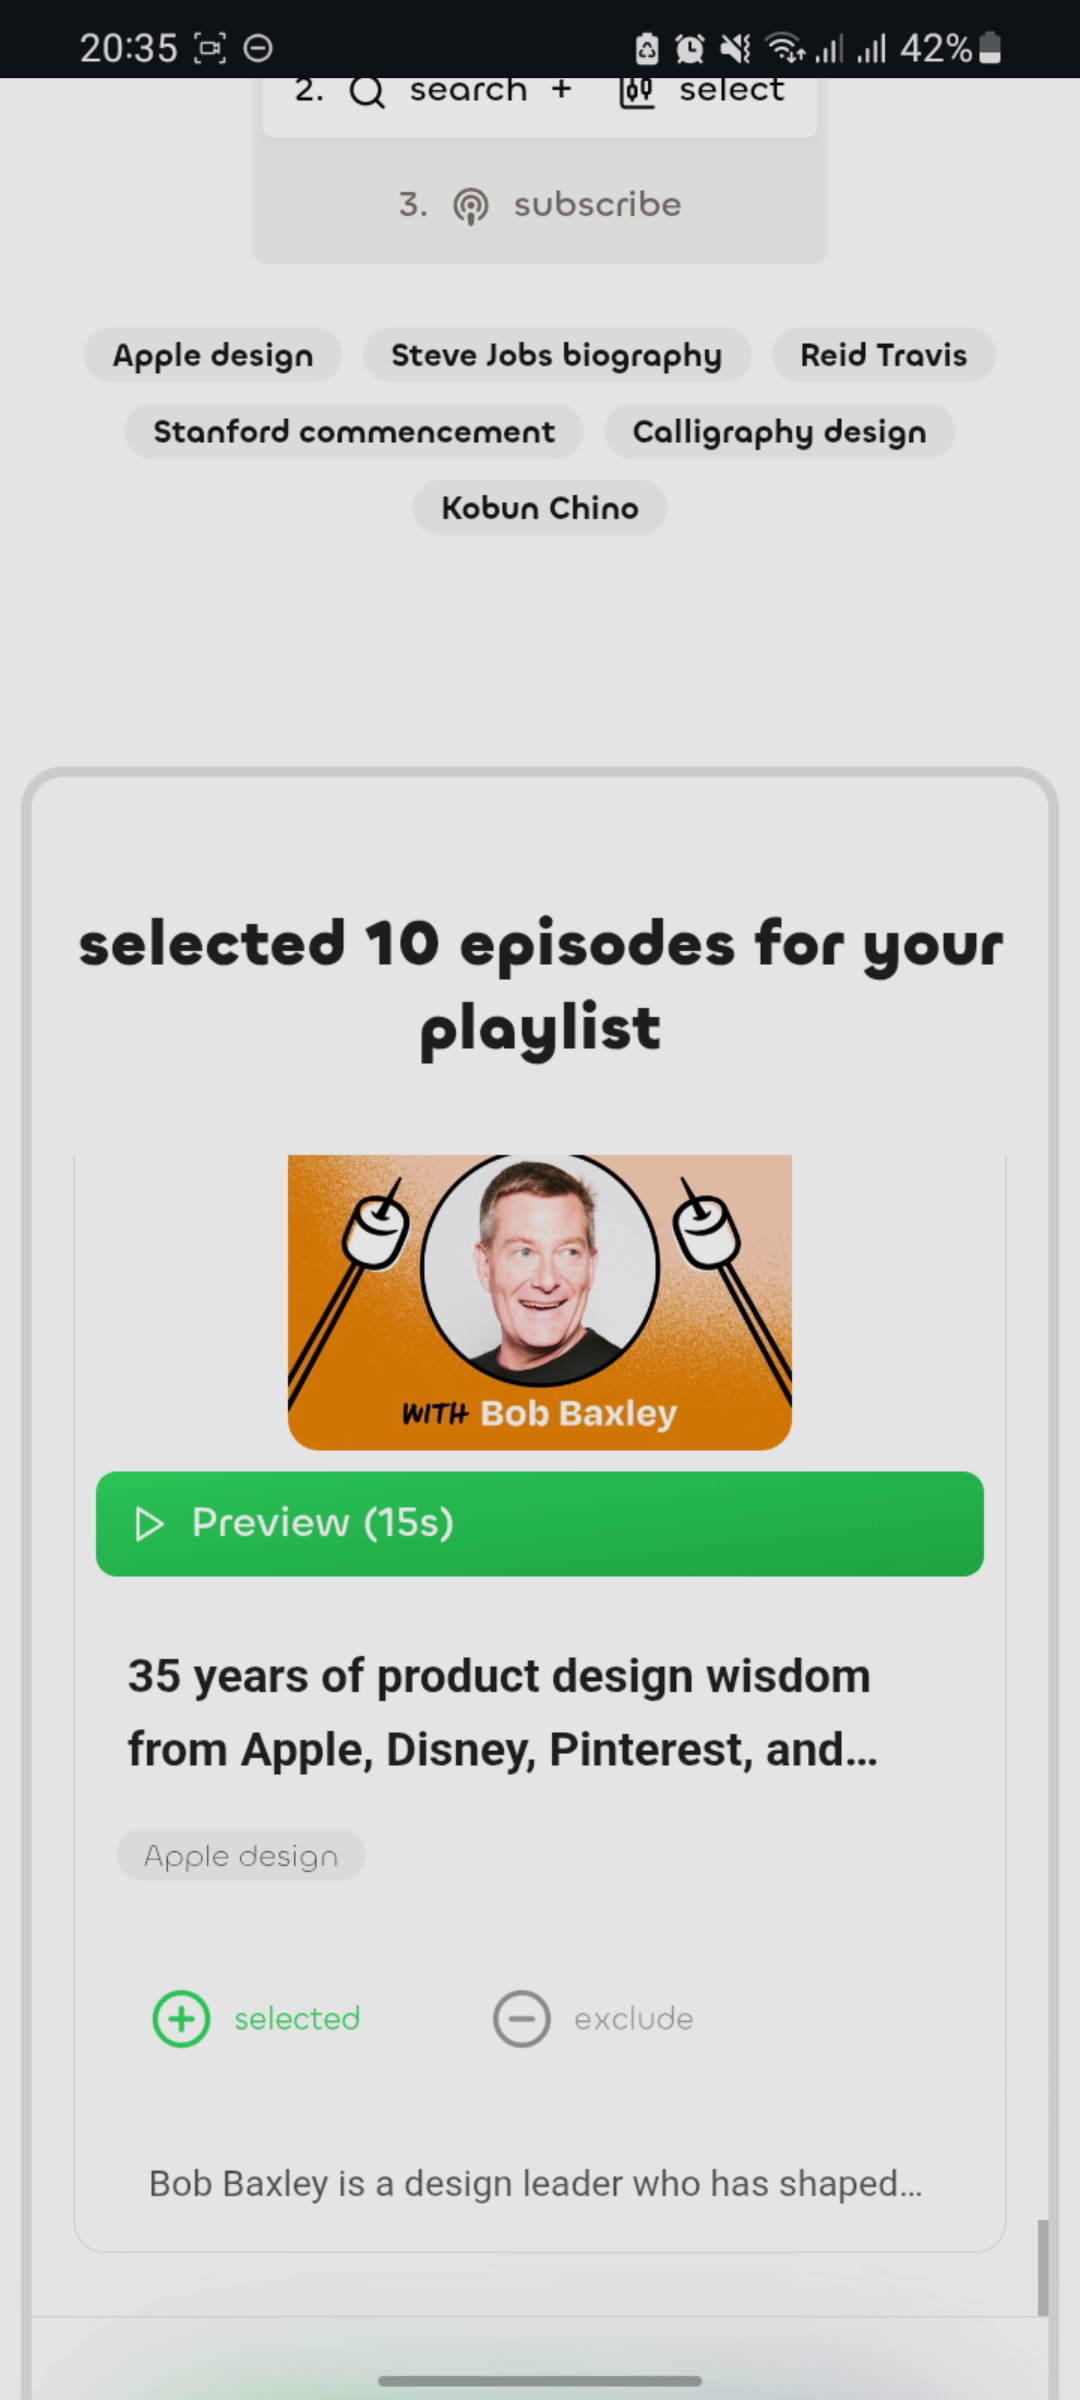 20:35
42%
2. search + select
3. subscribe
Apple design
Steve Jobs biography
Reid Travis
Stanford commencement
Calligraphy design
Kobun Chino
selected 10 episodes for your
playlist
WITH Bob Baxley
Preview (15s)
35 years of product design wisdom
from Apple, Disney, Pinterest, and...
Apple design
selected
exclude
Bob Baxley is a design leader who has shaped...